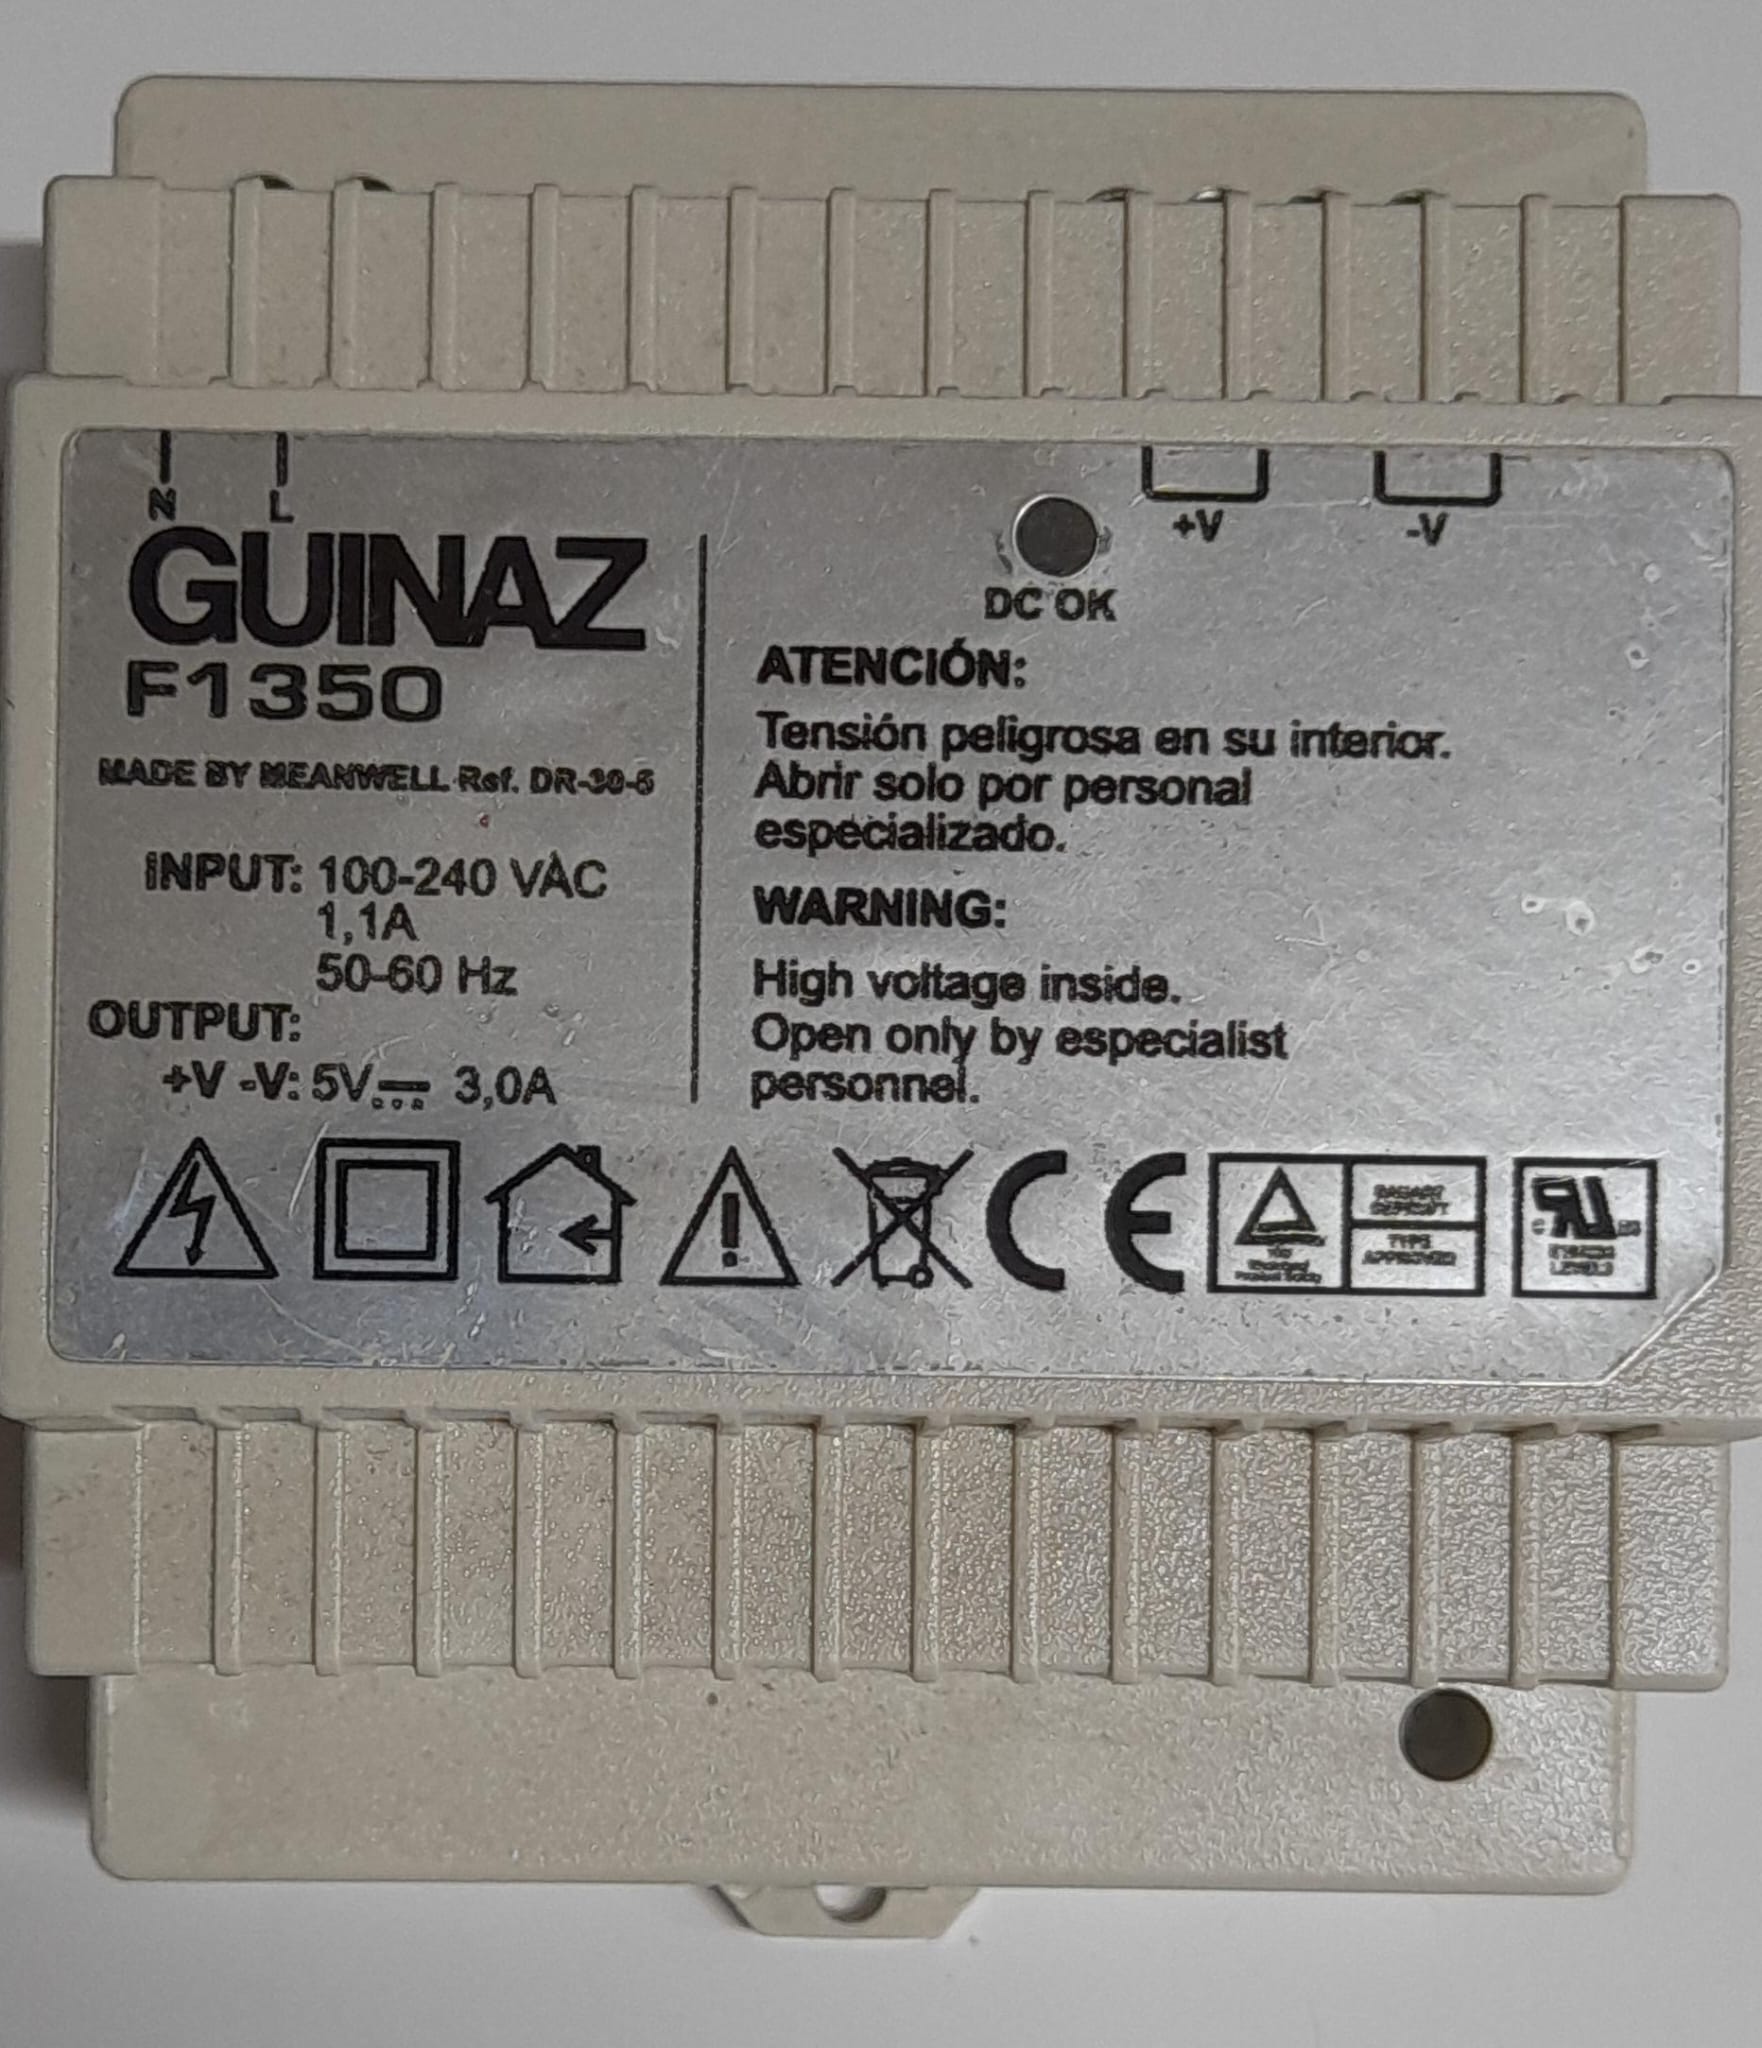 N L
GUINAZ
F1350
MADE BY MEANWELL Ref. DR-30-5
INPUT: 100-240 VAC
1,1A
50-60 Hz
OUTPUT:
+V -V: 5V 3,0A
+V -V
DC OK
ATENCIÓN:
Tensión peligrosa en su interior.
Abrir solo por personal
especializado.
WARNING:
High voltage inside.
Open only by especialist
personnel.
CE
TYPE
APPROVED